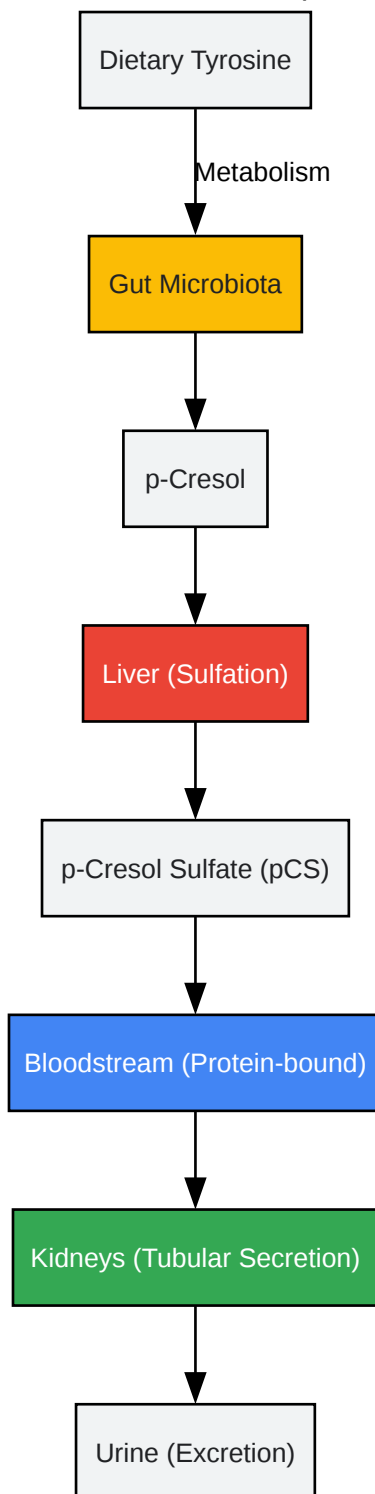 Dietary Tyrosine
Metabolism
Gut Microbiota
p-Cresol
Liver (Sulfation)
p-Cresol Sulfate (pCS)
Bloodstream (Protein-bound)
Kidneys (Tubular Secretion)
Urine (Excretion)